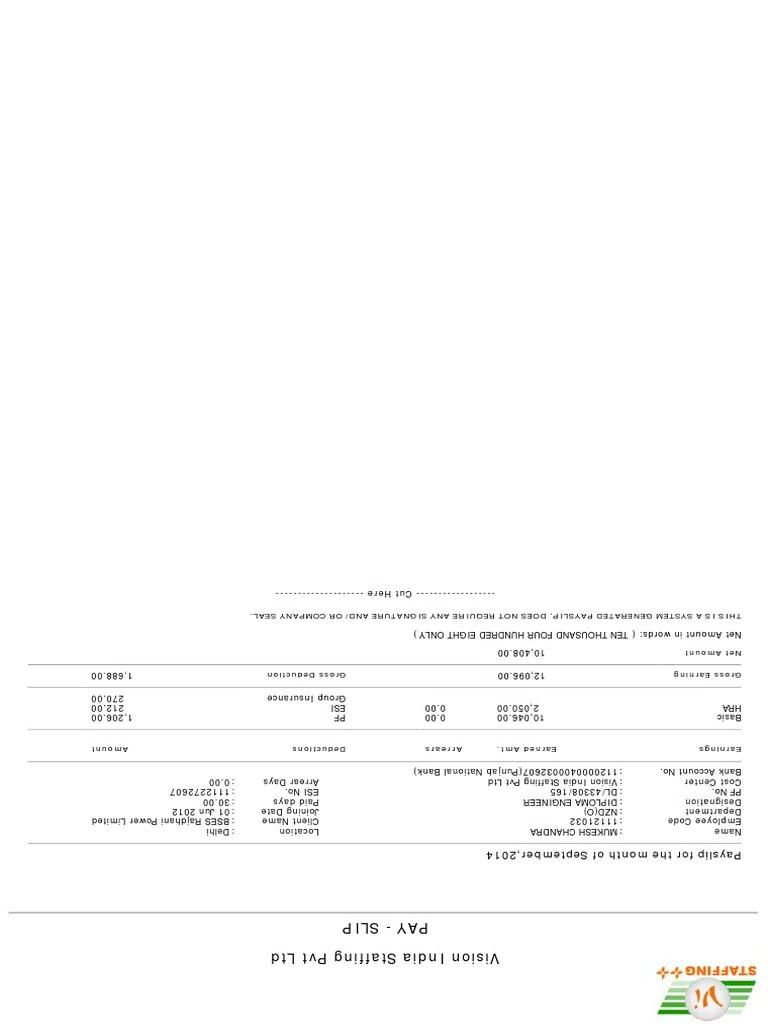 Vi
STAFFING++
Vision India Staffing Pvt Ltd
PAY - SLIP
Payslip for the month of September,2014
Name : MUKESH CHANDRA Location : Delhi
Employee Code : 11121032 Client Name : BSES Rajdhani Power Limited
Department : NZD(O) Joining Date : 01 Jun 2012
Designation : DIPLOMA ENGINEER Paid days : 30.00
PF No. : DL/43308/165 ESI No. : 1112272607
Cost Center : Vision India Staffing Pvt Ltd Arrear Days : 0.00
Bank Account No. : 1120000400032607(Punjab National Bank)
Earnings Earned Amt. Arrears Deductions Amount
Basic 10,046.00 0.00 PF 1,206.00
HRA 2,050.00 0.00 ESI 212.00
Group Insurance 270.00
Gross Earning 12,096.00 Gross Deduction 1,688.00
Net Amount 10,408.00
Net Amount in words: ( TEN THOUSAND FOUR HUNDRED EIGHT ONLY )
THIS IS A SYSTEM GENERATED PAYSLIP, DOES NOT REQUIRE ANY SIGNATURE AND/ OR COMPANY SEAL.
------------------ Cut Here --------------------